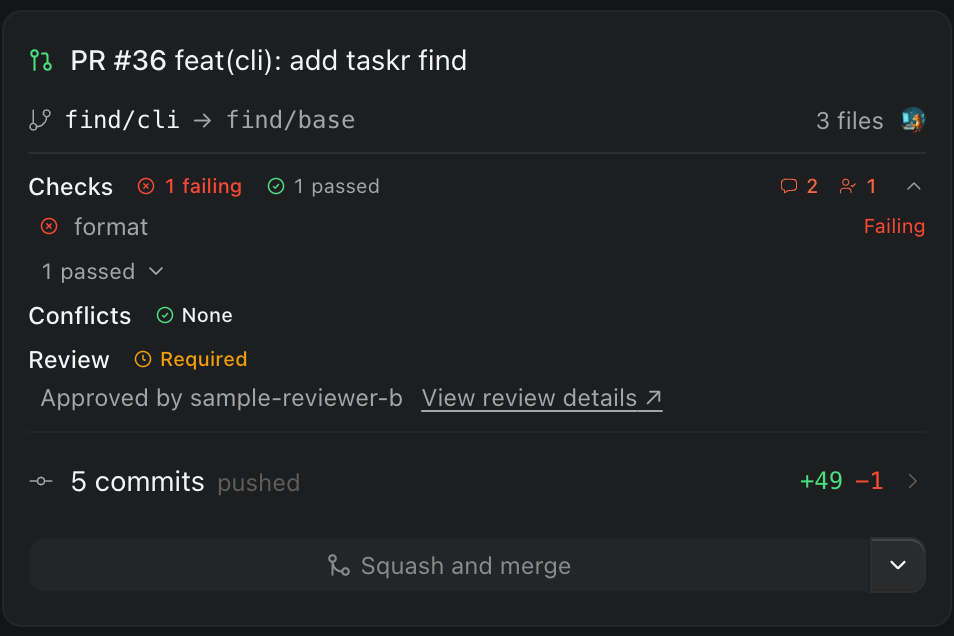 PR #36 feat(cli): add taskr find
find/cli → find/base 3 files
Checks 1 failing 1 passed 2 1
format Failing
1 passed
Conflicts None
Review Required
Approved by sample-reviewer-b View review details ↗
5 commits pushed +49 −1
Squash and merge